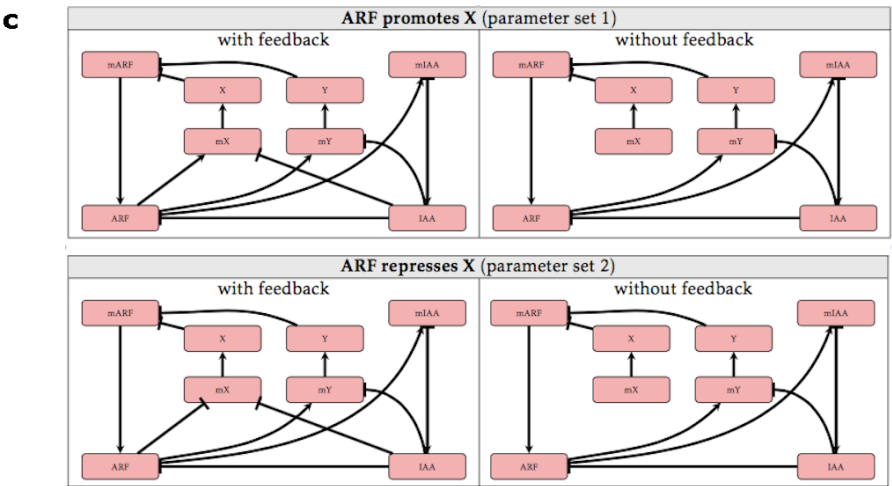 c
ARF promotes X (parameter set 1)
with feedback
without feedback
mARF
mIAA
X
Y
mX
mY
ARF
IAA
mARF
mIAA
X
Y
mX
mY
ARF
IAA
ARF represses X (parameter set 2)
with feedback
without feedback
mARF
mIAA
X
Y
mX
mY
ARF
IAA
mARF
mIAA
X
Y
mX
mY
ARF
IAA